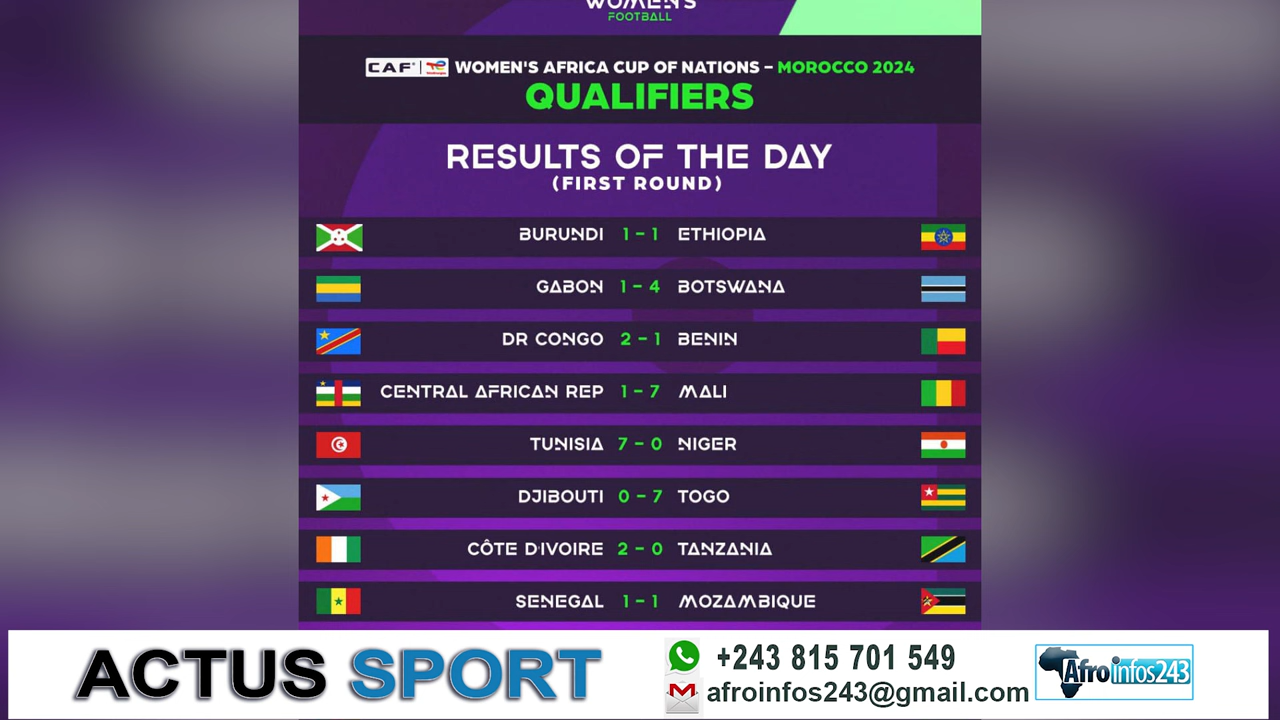 WOMEN'S
FOOTBALL
CAF TotalEnergies WOMEN'S AFRICA CUP OF NATIONS – MOROCCO 2024
QUALIFIERS
RESULTS OF THE DAY
(FIRST ROUND)
BURUNDI 1 – 1 ETHIOPIA
GABON 1 – 4 BOTSWANA
DR CONGO 2 – 1 BENIN
CENTRAL AFRICAN REP 1 – 7 MALI
TUNISIA 7 – 0 NIGER
DJIBOUTI 0 – 7 TOGO
CÔTE D'IVOIRE 2 – 0 TANZANIA
SENEGAL 1 – 1 MOZAMBIQUE
ACTUS SPORT
+243 815 701 549
afroinfos243@gmail.com
Afroinfos243